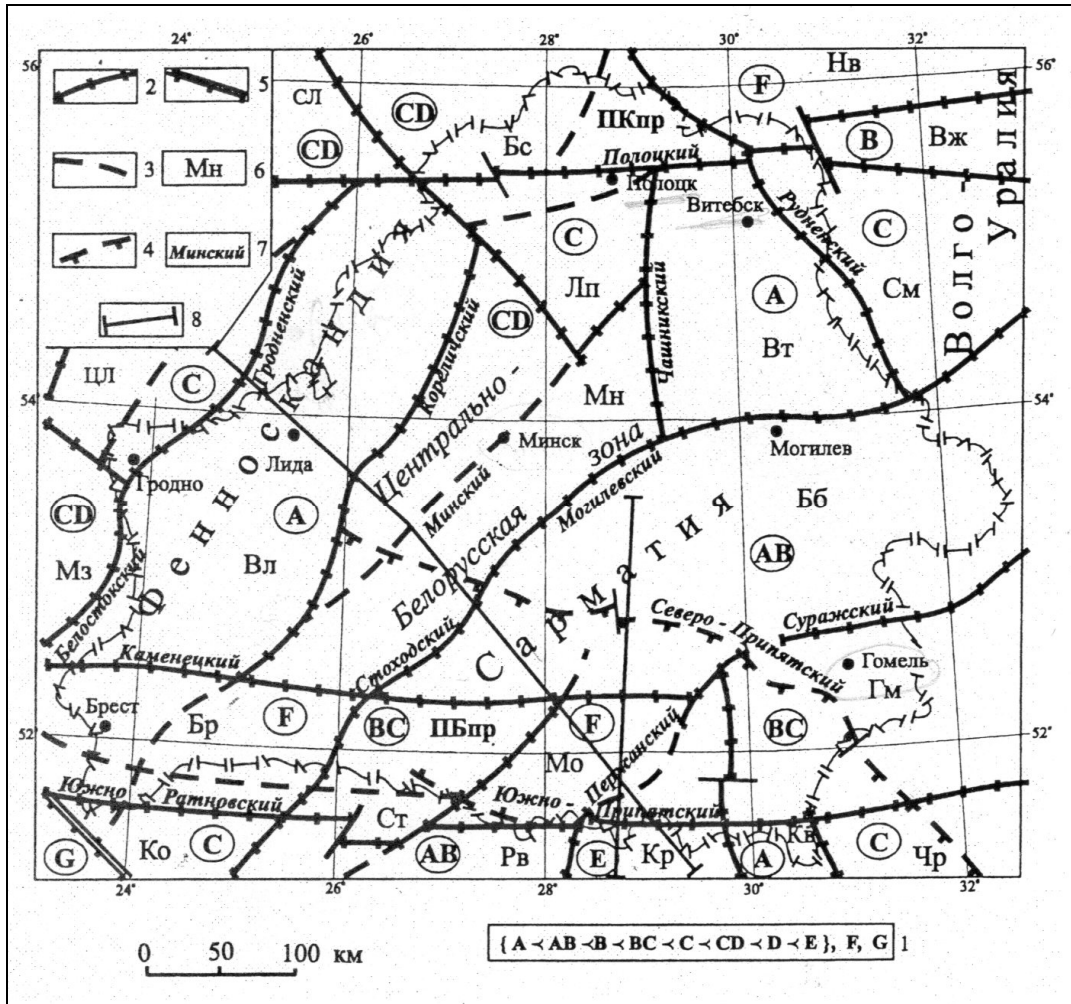 24° 26° 28° 30° 32°
56°
56°
2 5
3 Мн 6
4 Минский 7
8
СЛ
CD
CD
Бс
ПКпр
F
Нв
B
Вж
Волго-Уралия
Полоцкий
Полоцк
Витебск
Рудненский
C
См
C
Лп
CD
Чашникский
A
Вт
Гродненский
Кореличский
Фенноскандия
ЦЛ
C
54°
54°
Мн
Минск
Центрально-
Белорусская
зона
Минский
Могилевский
Могилев
Бб
AB
Лида
Гродно
A
Вл
CD
Мз
Белостокский
Сарматия
Северо-Припятский
Суражский
Гомель
Гм
Каменецкий
Стоходский
Брест
Бр
F
BC
ПБпр
F
BC
52°
52°
Мо
Пержанский
Южно-
Ратновский
Южно-
Припятский
Ст
G
Ко
C
AB
Рв
E
Кр
A
Кв
C
Чр
24° 26° 28° 30° 32°
0 50 100 км
{A ≺ AB ≺ B ≺ BC ≺ C ≺ CD ≺ D ≺ E}, F, G 1